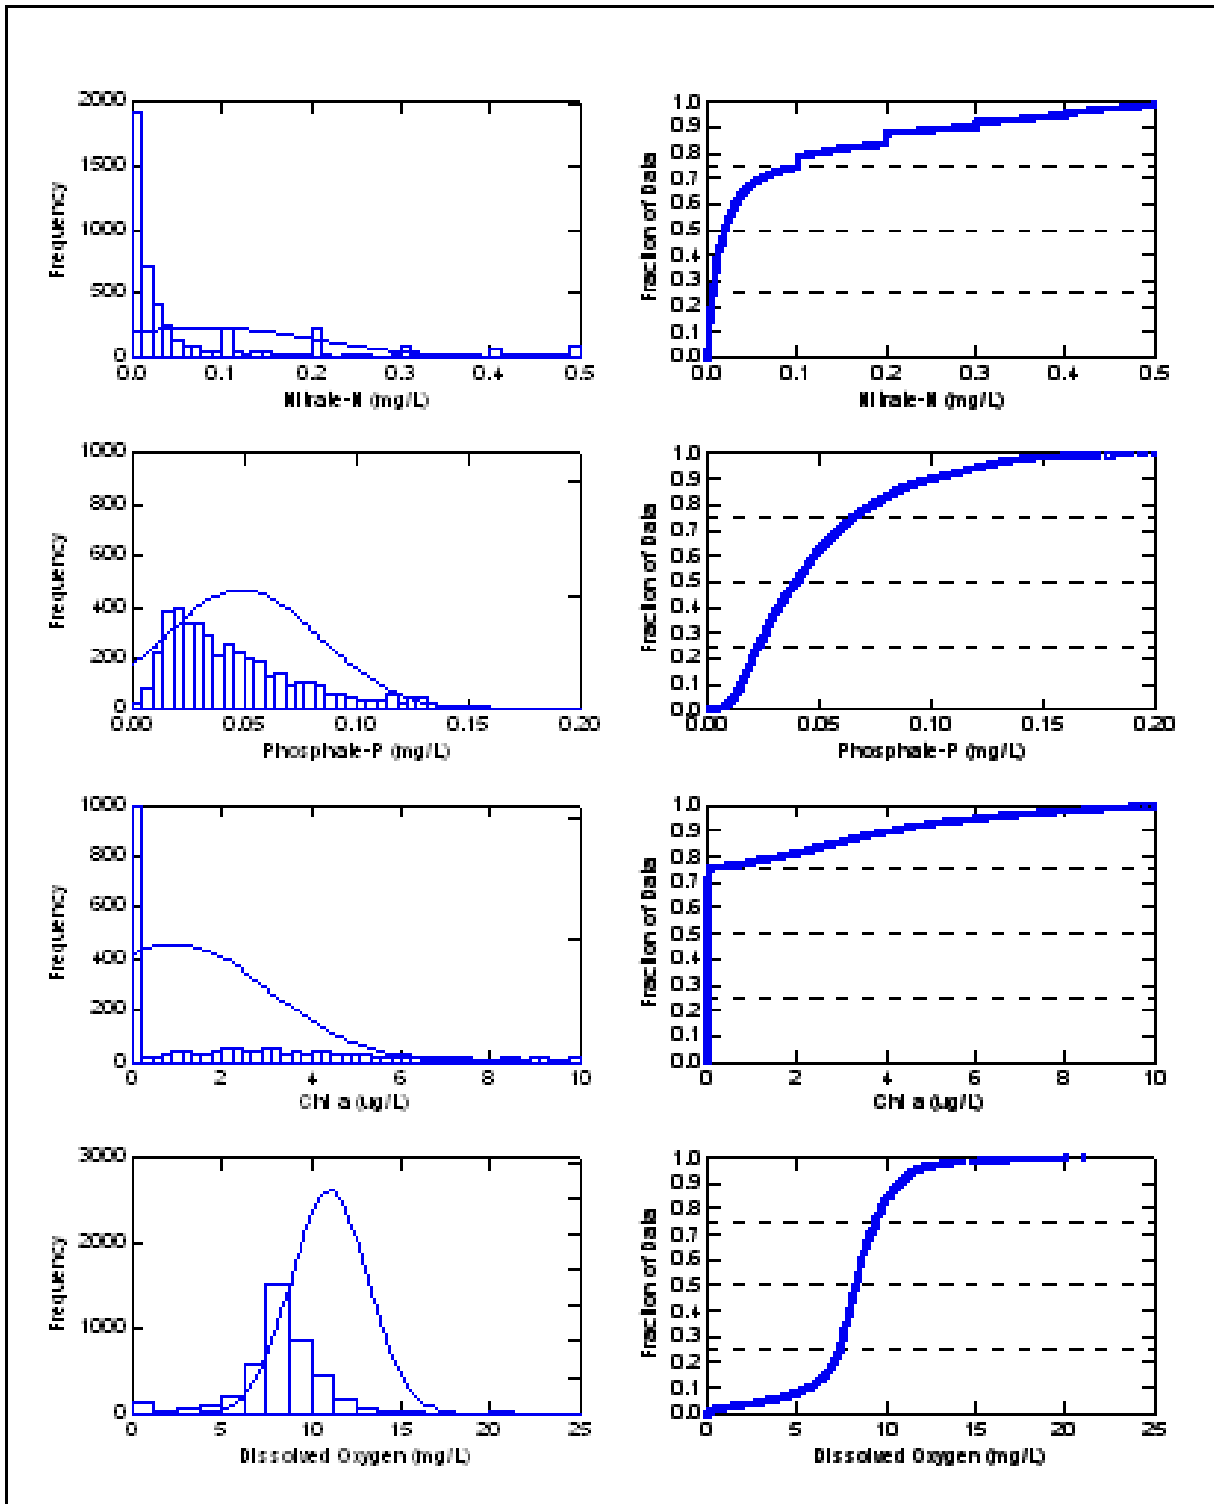 2000
1500
1000
500
0
Frequency
0.0 0.1 0.2 0.3 0.4 0.5
Nitrate-N (mg/L)
1.0
0.9
0.8
0.7
0.6
0.5
0.4
0.3
0.2
0.1
0.0
Fraction of Data
0.0 0.1 0.2 0.3 0.4 0.5
Nitrate-N (mg/L)
1000
800
600
400
200
0
Frequency
0.00 0.05 0.10 0.15 0.20
Phosphate-P (mg/L)
1.0
0.9
0.8
0.7
0.6
0.5
0.4
0.3
0.2
0.1
0.0
Fraction of Data
0.00 0.05 0.10 0.15 0.20
Phosphate-P (mg/L)
1000
800
600
400
200
0
Frequency
0 2 4 6 8 10
Chl a (ug/L)
1.0
0.9
0.8
0.7
0.6
0.5
0.4
0.3
0.2
0.1
0.0
Fraction of Data
0 2 4 6 8 10
Chl a (ug/L)
3000
2000
1000
0
Frequency
0 5 10 15 20 25
Dissolved Oxygen (mg/L)
1.0
0.9
0.8
0.7
0.6
0.5
0.4
0.3
0.2
0.1
0.0
Fraction of Data
0 5 10 15 20 25
Dissolved Oxygen (mg/L)